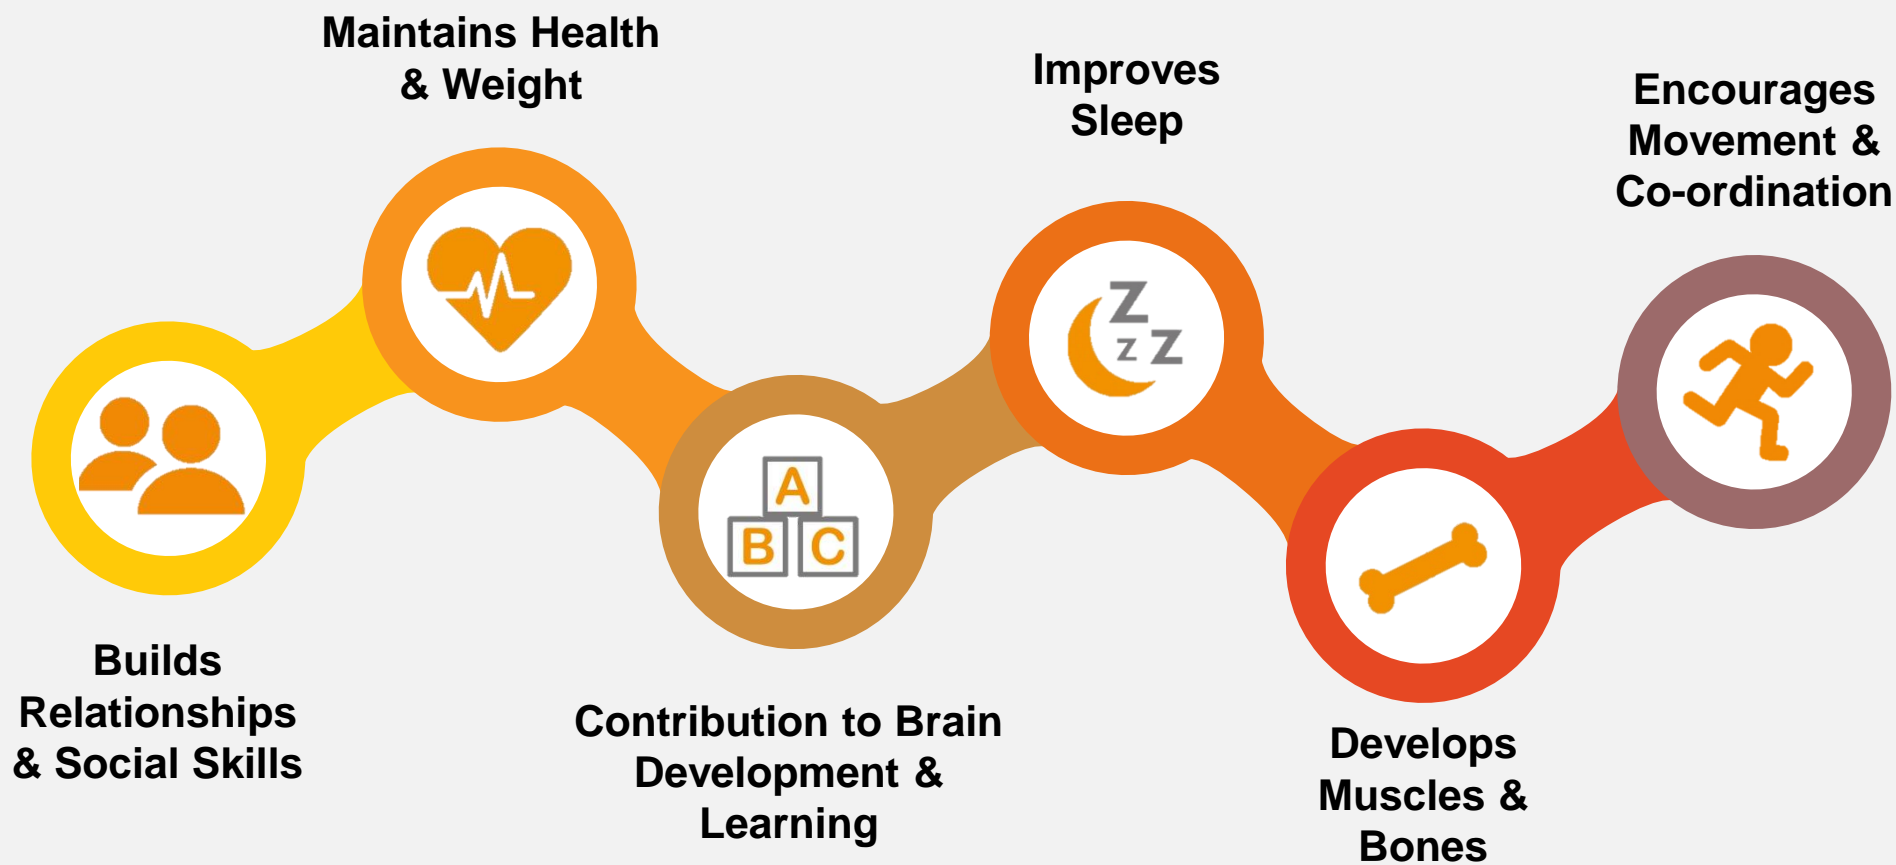 Maintains Health
& Weight
Improves
Sleep
Encourages
Movement &
Co-ordination
Z
Z
z
A
B C
Builds
Relationships
& Social Skills
Contribution to Brain
Development &
Learning
Develops
Muscles &
Bones